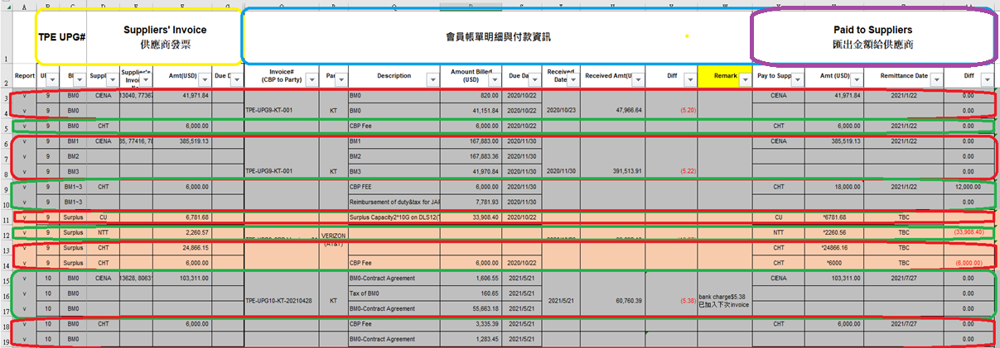 TPE UPG#
Suppliers' Invoice
供應商發票
會員帳單明細與付款資訊
Paid to Suppliers
匯出金額給供應商
1
2 Report Amt(USD) Due D Invoice# (CBP to Party) Description Amount Billed (USD) Due Da Received Date Received Amt(U Diff Remark Pay to Supp Amt (USD) Remittance Date Diff
3 v 9 BM0 CIENA 41,971.84 BM0 820.00 2020/10/22 CIENA 41,971.84 2021/1/22 0.00
4 v 9 BM0 TPE-UPG9-KT-001 KT BM0 41,151.84 2020/10/22 2020/10/23 47,966.64 (5.20) 0.00
5 v 9 BM0 CHT 6,000.00 CBP Fee 6,000.00 2020/10/22 CHT 6,000.00 2021/1/22 0.00
6 v 9 BM1 CIENA 385,519.13 BM1 167,883.00 2020/11/30 CIENA 385,519.13 2021/1/22 0.00
7 v 9 BM2 BM2 167,883.36 2020/11/30 0.00
8 v 9 BM3 TPE-UPG9-KT-001 KT BM3 41,970.84 2020/11/30 2020/11/30 391,513.91 (5.22) 0.00
9 v 9 BM1~3 CHT 6,000.00 CBP FEE 6,000.00 2020/11/30 CHT 18,000.00 2021/1/22 12,000.00
10 v 9 BM1~3 Reimbursement of duty&tax for JAF 7,781.93 2020/11/30 0.00
11 v 9 Surplus CU 6,781.68 Surplus Capacity2*10G on DLS12(T 33,908.40 2020/10/22 CU *6781.68 TBC
12 v 9 Surplus NTT 2,260.57 VERIZON (AT&T) NTT *2260.56 TBC (33,908.40)
13 v 9 Surplus CHT 24,866.15 CHT *24866.16 TBC
14 v 9 Surplus CHT 6,000.00 CBP Fee 6,000.00 2020/10/22 CHT *6000 TBC (6,000.00)
15 v 10 BM0 CIENA 13628, 8063 103,311.00 BM0-Contract Agreement 1,606.55 2021/5/21 CIENA 103,311.00 2021/7/27 0.00
16 v 10 BM0 Tax of BM0 160.65 2021/5/21 0.00
TPE-UPG10-KT-20210428 KT 2021/5/21 60,760.39 (5.38) bank charge$5.38
已加入下次invoice
17 v 10 BM0 BM0-Contract Agreement 55,663.18 2021/5/21 0.00
18 v 10 BM0 CHT 6,000.00 CBP Fee 3,335.39 2021/5/21 CHT 6,000.00 2021/7/27 0.00
19 v 10 BM0 BM0-Contract Agreement 1,283.45 2021/5/21 0.00